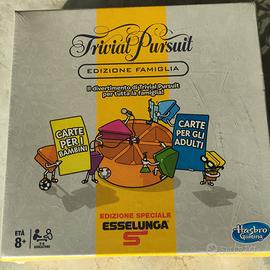 Trivial Pursuit
EDIZIONE FAMIGLIA
Il divertimento di Trivial Pursuit
per tutta la famiglia!
CARTE
PER I
BAMBINI
CARTE
PER GLI
ADULTI
EDIZIONE SPECIALE
ESSELUNGA
S
ETÀ
8+
Hasbro
Gaming